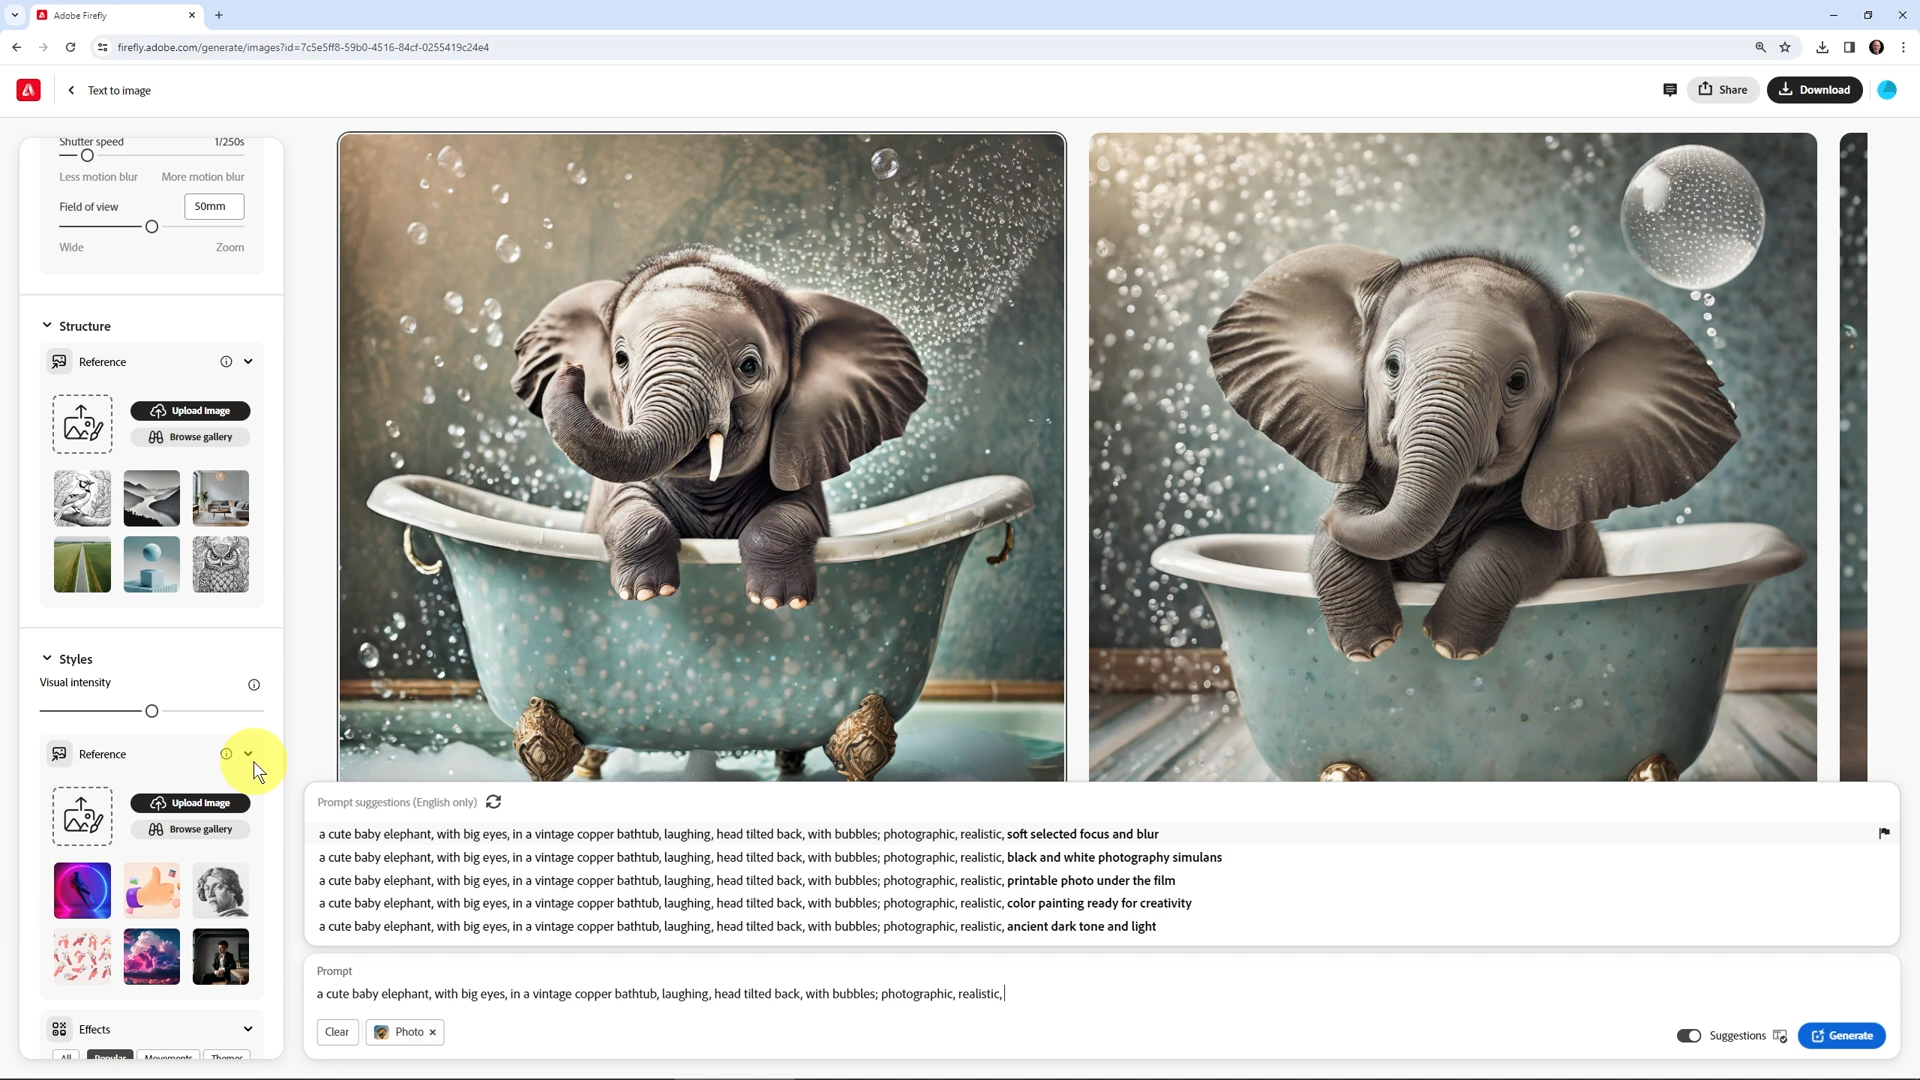 Adobe Firefly
firefly.adobe.com/generate/images?id=7c5e5ff8-59b0-4516-84cf-0255419c24e4
Text to image
Share
Download
Shutter speed 1/250s
Less motion blur More motion blur
Field of view 50mm
Wide Zoom
Structure
Reference
Upload image
Browse gallery
Styles
Visual intensity
Reference
Upload image
Browse gallery
Effects
All Popular Movements Themes
Prompt suggestions (English only)
a cute baby elephant, with big eyes, in a vintage copper bathtub, laughing, head tilted back, with bubbles; photographic, realistic, soft selected focus and blur
a cute baby elephant, with big eyes, in a vintage copper bathtub, laughing, head tilted back, with bubbles; photographic, realistic, black and white photography simulans
a cute baby elephant, with big eyes, in a vintage copper bathtub, laughing, head tilted back, with bubbles; photographic, realistic, printable photo under the film
a cute baby elephant, with big eyes, in a vintage copper bathtub, laughing, head tilted back, with bubbles; photographic, realistic, color painting ready for creativity
a cute baby elephant, with big eyes, in a vintage copper bathtub, laughing, head tilted back, with bubbles; photographic, realistic, ancient dark tone and light
Prompt
a cute baby elephant, with big eyes, in a vintage copper bathtub, laughing, head tilted back, with bubbles; photographic, realistic,
Clear Photo
Suggestions Generate